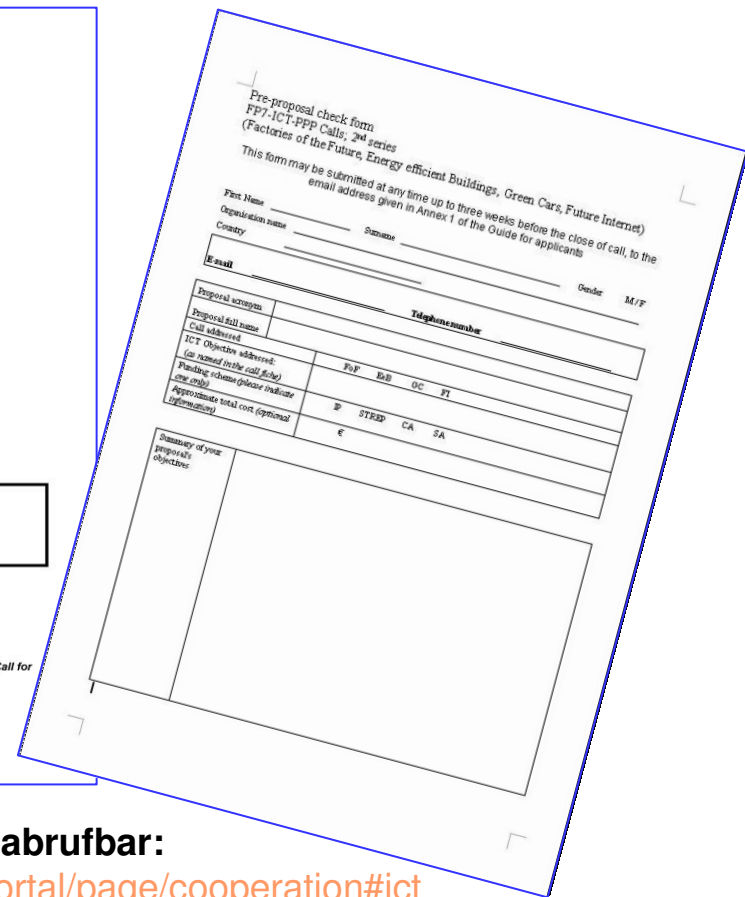 Pre-proposal check form
FP7-ICT-PPP Calls; 2nd series
(Factories of the Future, Energy efficient Buildings, Green Cars, Future Internet)
This form may be submitted at any time up to three weeks before the close of call, to the
email address given in Annex 1 of the Guide for applicants
First Name Surname Gender M/F
Organisation name
Country
E-mail Telephone number
Proposal acronym
Proposal full name
Call addressed FoF EeB GC FI
ICT Objective addressed:
(as named in the call fiche)
Funding scheme (please indicate
one only) IP STREP CA SA
Approximate total cost (optional
information) €
Summary of your
proposal's
objectives
Call for
abrufbar:
ortal/page/cooperation#ict